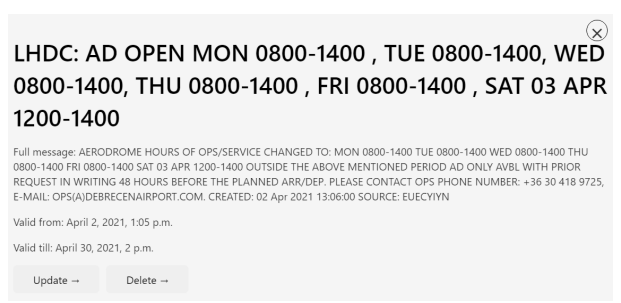 LHDC: AD OPEN MON 0800-1400 , TUE 0800-1400, WED
0800-1400, THU 0800-1400 , FRI 0800-1400 , SAT 03 APR
1200-1400
Full message: AERODROME HOURS OF OPS/SERVICE CHANGED TO: MON 0800-1400 TUE 0800-1400 WED 0800-1400 THU
0800-1400 FRI 0800-1400 SAT 03 APR 1200-1400 OUTSIDE THE ABOVE MENTIONED PERIOD AD ONLY AVBL WITH PRIOR
REQUEST IN WRITING 48 HOURS BEFORE THE PLANNED ARR/DEP. PLEASE CONTACT OPS PHONE NUMBER: +36 30 418 9725,
E-MAIL: OPS(A)DEBRECENAIRPORT.COM. CREATED: 02 Apr 2021 13:06:00 SOURCE: EUECYIYN
Valid from: April 2, 2021, 1:05 p.m.
Valid till: April 30, 2021, 2 p.m.
Update → Delete →